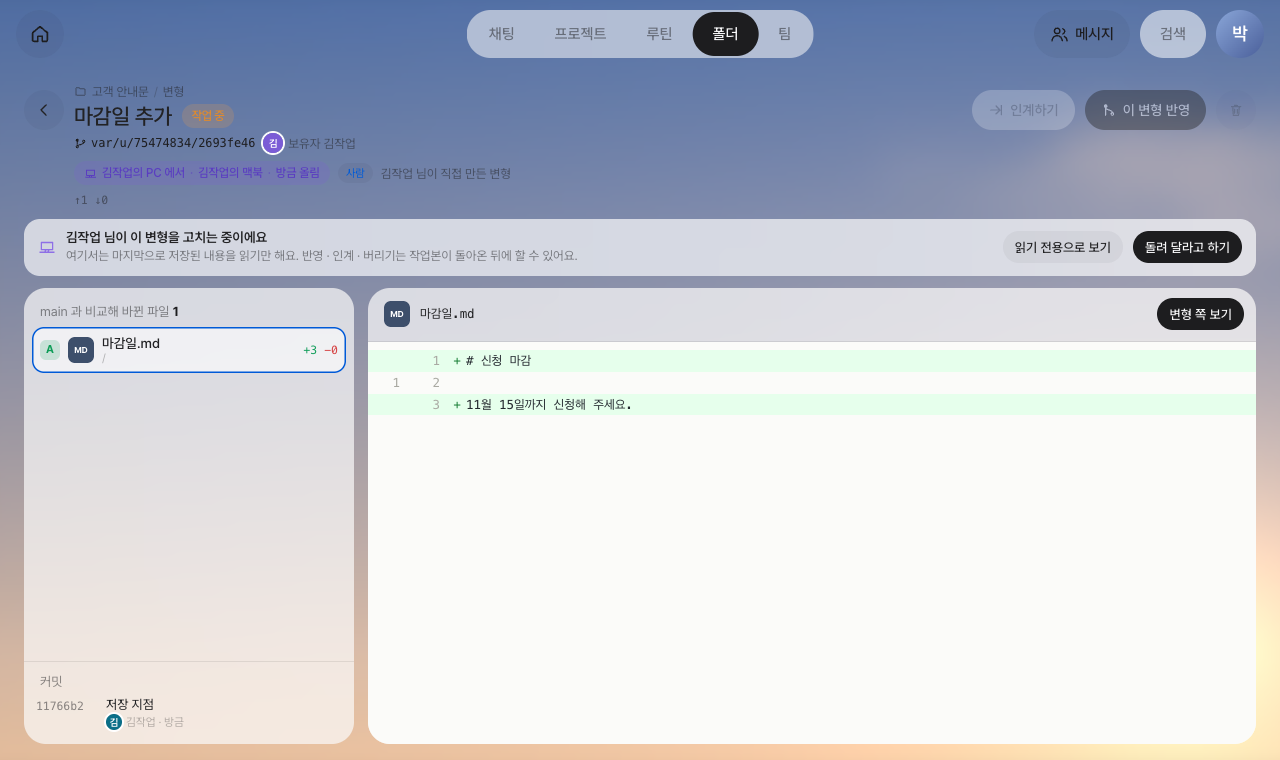 채팅 프로젝트 루틴 폴더 팀
메시지 검색 박
고객 안내문 / 변형
마감일 추가 작업 중
인계하기 이 변형 반영
var/u/75474834/2693fe46 김 보유자 김작업
김작업의 PC 에서 · 김작업의 맥북 · 방금 올림 사람 김작업 님이 직접 만든 변형
↑1 ↓0
김작업 님이 이 변형을 고치는 중이에요
여기서는 마지막으로 저장된 내용을 읽기만 해요. 반영 · 인계 · 버리기는 작업본이 돌아온 뒤에 할 수 있어요.
읽기 전용으로 보기 돌려 달라고 하기
main 과 비교해 바뀐 파일 1
A MD 마감일.md +3 −0
/
MD 마감일.md 변형 쪽 보기
1 + # 신청 마감
1 2
3 + 11월 15일까지 신청해 주세요.
커밋
11766b2 저장 지점
김 김작업 · 방금